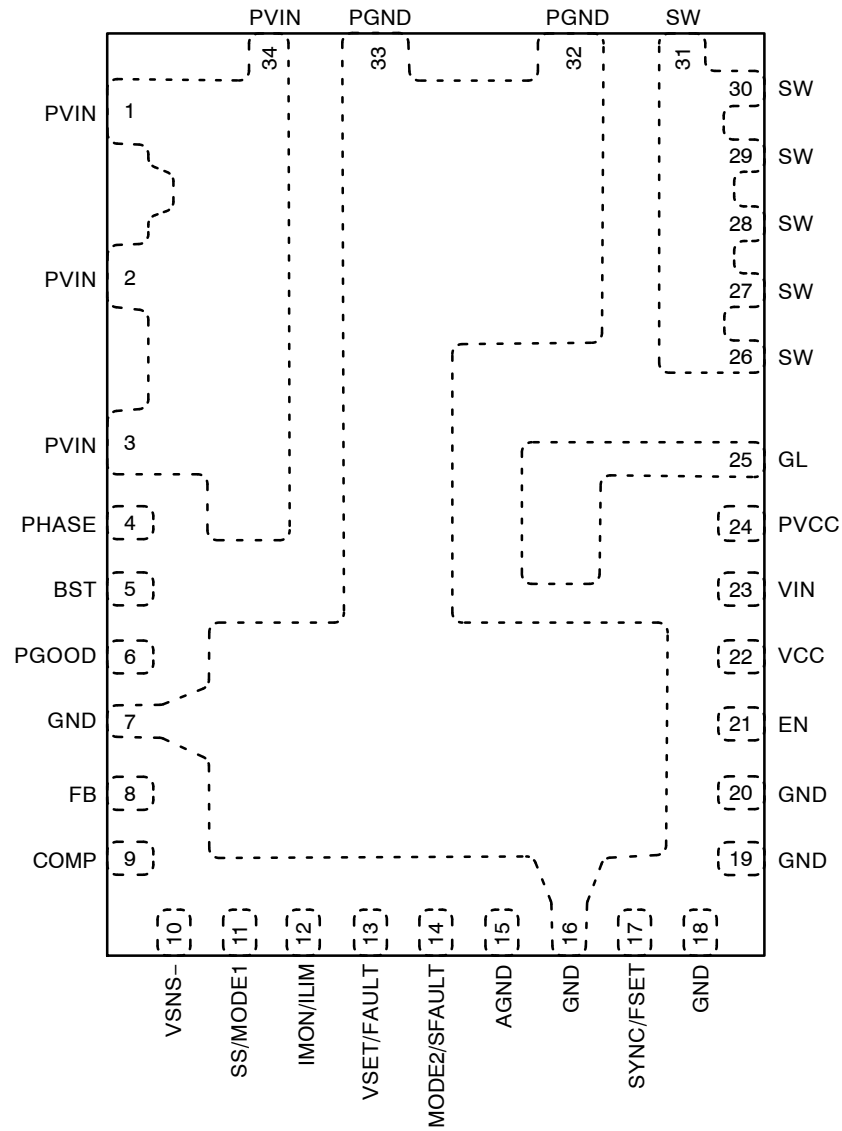 PVIN PGND PGND SW
34 33 32 31
PVIN 1
PVIN 2
PVIN 3
PHASE 4
BST 5
PGOOD 6
GND 7
FB 8
COMP 9
30 SW
29 SW
28 SW
27 SW
26 SW
25 GL
24 PVCC
23 VIN
22 VCC
21 EN
20 GND
19 GND
10 11 12 13 14 15 16 17 18
VSNS−
SS/MODE1
IMON/ILIM
VSET/FAULT
MODE2/SFAULT
AGND
GND
SYNC/FSET
GND